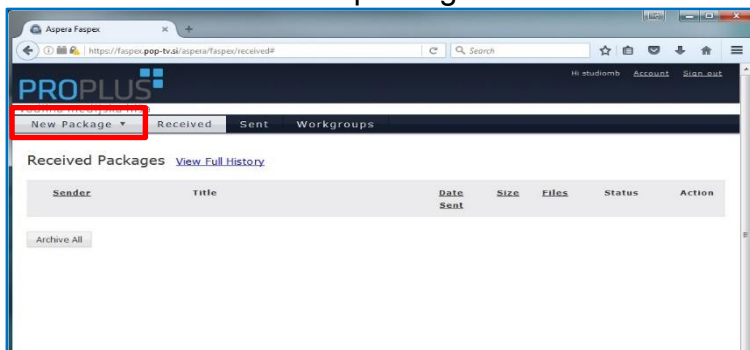 Aspera Faspex
https://faspex.pop-tv.si/aspera/faspex/received#
Search
Hi studiomb Account Sign out
PROPLUS
New Package ▼ Received Sent Workgroups
Received Packages View Full History
Sender Title Date Sent Size Files Status Action
Archive All